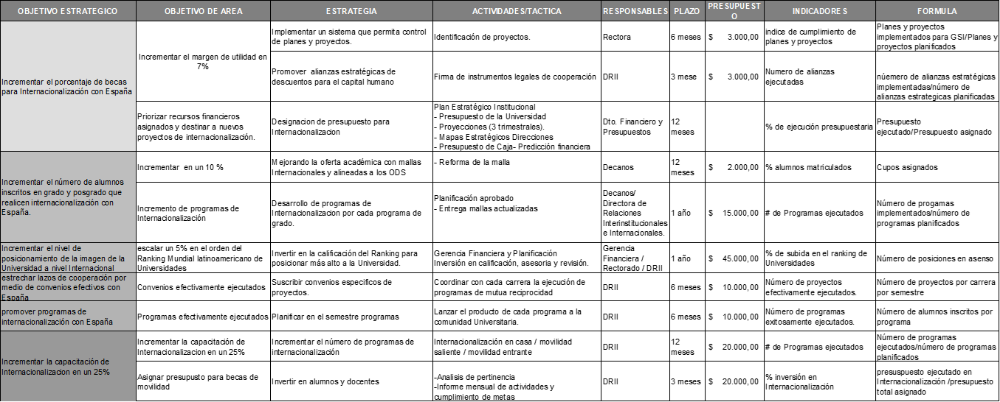 OBJETIVO ESTRATEGICO OBJETIVO DE AREA ESTRATEGIA ACTIVIDADES/TACTICA RESPONSABLES PLAZO PRESUPUEST
O INDICADORES FORMULA
Incrementar el porcentaje de becas
para Internacionalización con España
Incrementar el margen de utilidad en
7%
Implementar un sistema que permita control
de planes y proyectos.
Identificación de proyectos.
Rectora
6 meses
$ 3.000,00
indice de cumplimiento de
planes y proyectos
Planes y proyectos
implementados para GSI/Planes y
proyectos planificados
Promover alianzas estratégicas de
descuentos para el capital humano
Firma de instrumentos legales de cooperación
DRII
3 mese
$ 3.000,00
Numero de alianzas
ejecutadas
núemero de alianzas estratégicas
implementadas/número de
alianzas estrategicas planificadas
Priorizar recursos financieros
asignados y destinar a nuevos
proyectos de internacionalización.
Designacion de presupuesto para
Internacionalizacion
Plan Estratégico Institucional
- Presupuesto de la Universidad
- Proyecciones (3 trimestrales).
- Mapas Estratégicos Direcciones
- Presupuesto de Caja- Predicción financiera
Dto. Financiero y
Presupuestos
12
meses
% de ejecución presupuestaria
Presupuesto
ejecutado/Presupuesto asignado
Incrementar el número de alumnos
inscritos en grado y posgrado que
realicen internacionalización con
España.
Incrementar en un 10 %
Mejorando la oferta académica con mallas
Internacionales y alineadas a los ODS
- Reforma de la malla
Decanos
12
meses
$ 2.000,00
% alumnos matriculados
Cupos asignados
Incremento de programas de
Internacionalización
Desarrollo de programas de
Internacionalizacion por cada programa de
grado.
Planificación aprobado
- Entrega mallas actualizadas
Decanos/
Directora de
Relaciones
Interinstitucionales
e Internacionales.
1 año
$ 15.000,00
# de Programas ejecutados
Número de progamas
implementados/número de
programas planificados
Incrementar el nivel de
posicionamiento de la imagen de la
Universidad a nivel Internacional
escalar un 5% en el orden del
Ranking Mundial latinoamericano de
Universidades
Invertir en la calificación del Ranking para
posicionar más alto a la Universidad.
Gerencia Financiera y Planificación
Inversión en calificación, asesoria y revisión.
Gerencia
Financiera /
Rectorado / DRII
1 año
$ 45.000,00
% de subida en el ranking de
Universidades
Número de posiciones en asenso
estrechar lazos de cooperación por
medio de convenios efectivos con
España
Convenios efectivamente ejecutados
Suscribir convenios especificos de
proyectos.
Coordinar con cada carrera la ejecución de
programas de mutua reciprocidad
DRII
6 meses
$ 10.000,00
Número de proyectos
efectivamente ejecutados.
Número de proyectos por carrera
por semestre
promover programas de
internacionalización con España
Programas efectivamente ejecutados
Planificar en el semestre programas
Lanzar el producto de cada programa a la
comunidad Universitaria.
DRII
6 meses
$ 10.000,00
Número de programas
exitosamente ejecutados.
Número de alumnos inscritos por
programa
Incrementar la capacitación de
Internacionalizacion en un 25%
Incrementar la capacitación de
Internacionalizacion en un 25%
Incrementar el número de programas de
internacionalización
Internacionalización en casa / movilidad
saliente / movilidad entrante
DRII
12
meses
$ 20.000,00
# de Programas ejecutados
Número de programas
ejecutados/número de programas
planificados
Asignar presupusto para becas de
movilidad
Invertir en alumnos y docentes
-Analisis de pertinencia
-Informe mensual de actividades y
cumplimiento de metas
DRII
3 meses
$ 20.000,00
% inversión en
Internacionalización
presuspuesto ejecutado en
Internacionalización /presupuesto
total asignado